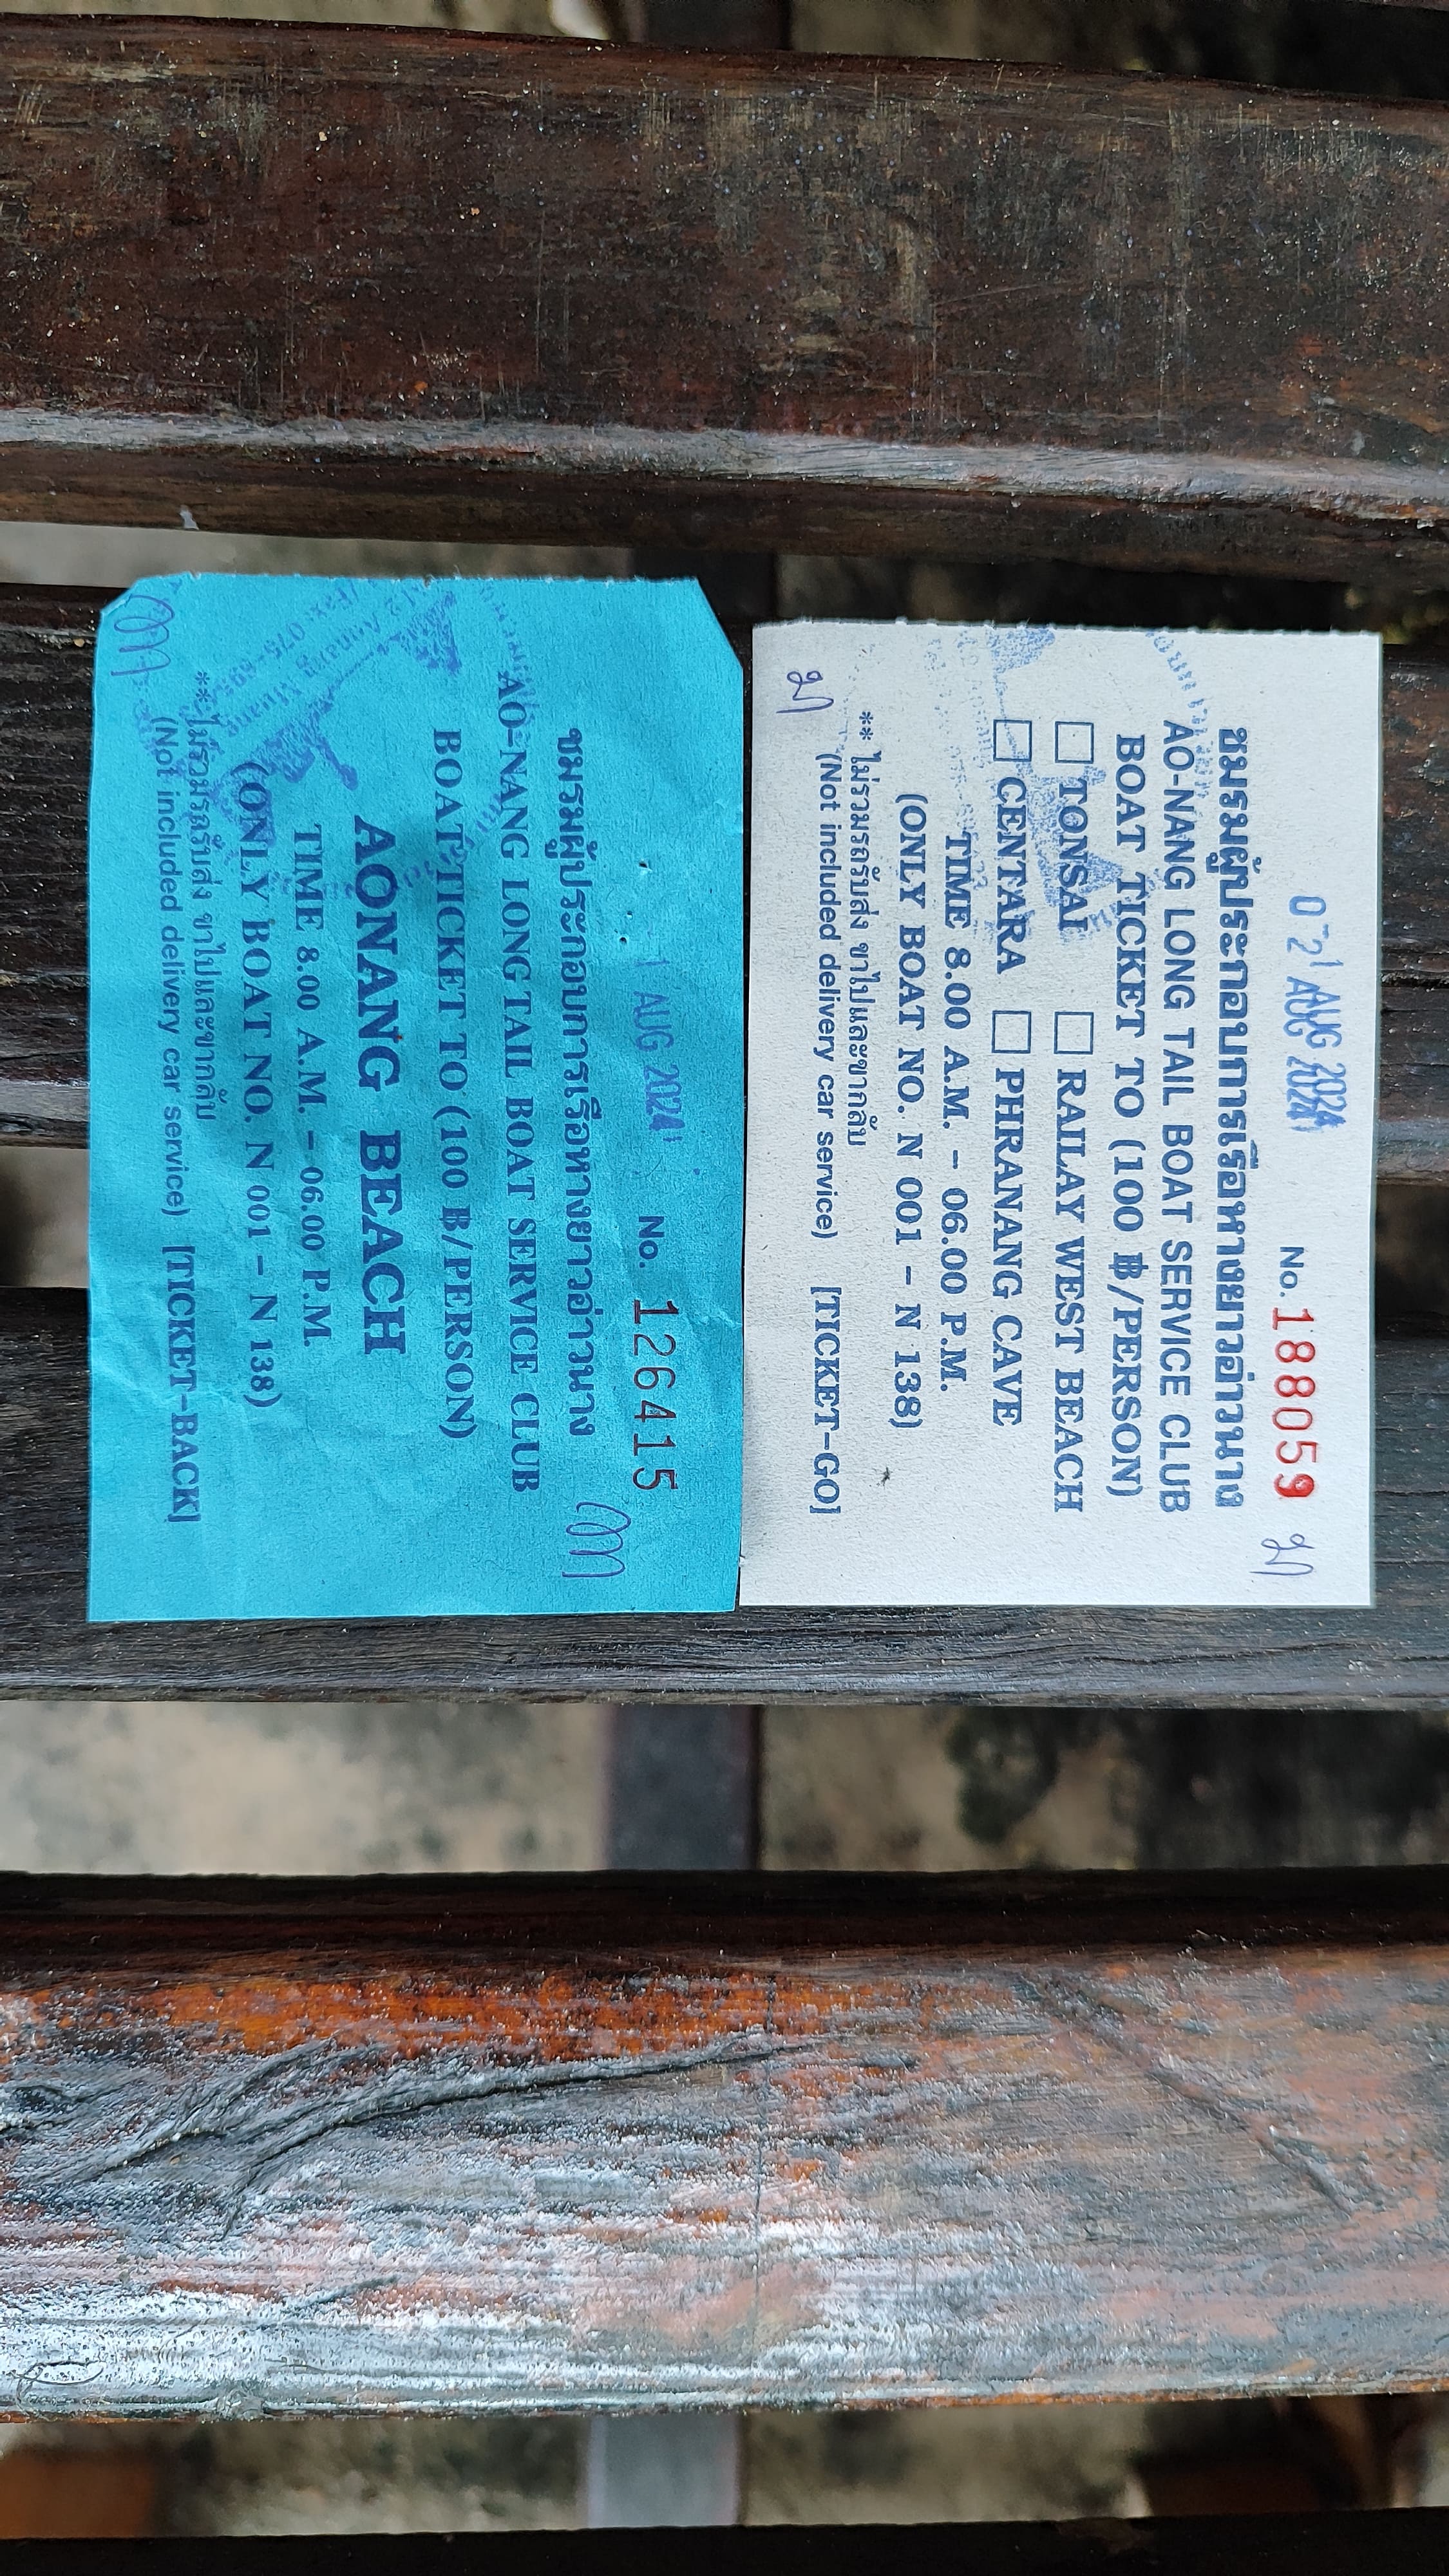 No. 188059
AUG 2024
AUG 2024
ชมรมผู้ประกอบการเรือหางยาวอ่าวนาง
AO-NANG LONG TAIL BOAT SERVICE CLUB
BOAT TICKET TO (100 ฿/PERSON)
☐ TONSAI ☐ RAILAY WEST BEACH
☐ CENTARA ☐ PHRANANG CAVE
TIME 8.00 A.M. – 06.00 P.M.
(ONLY BOAT NO. N 001 – N 138)
** ไม่รวมรถรับส่ง ขาไปและขากลับ
(Not included delivery car service) [TICKET-GO]
No. 126415
AUG 2024
ชมรมผู้ประกอบการเรือหางยาวอ่าวนาง
AO-NANG LONG TAIL BOAT SERVICE CLUB
BOAT TICKET TO (100 ฿/PERSON)
AONANG BEACH
TIME 8.00 A.M. – 06.00 P.M.
(ONLY BOAT NO. N 001 – N 138)
** ไม่รวมรถรับส่ง ขาไปและขากลับ
(Not included delivery car service) [TICKET-BACK]